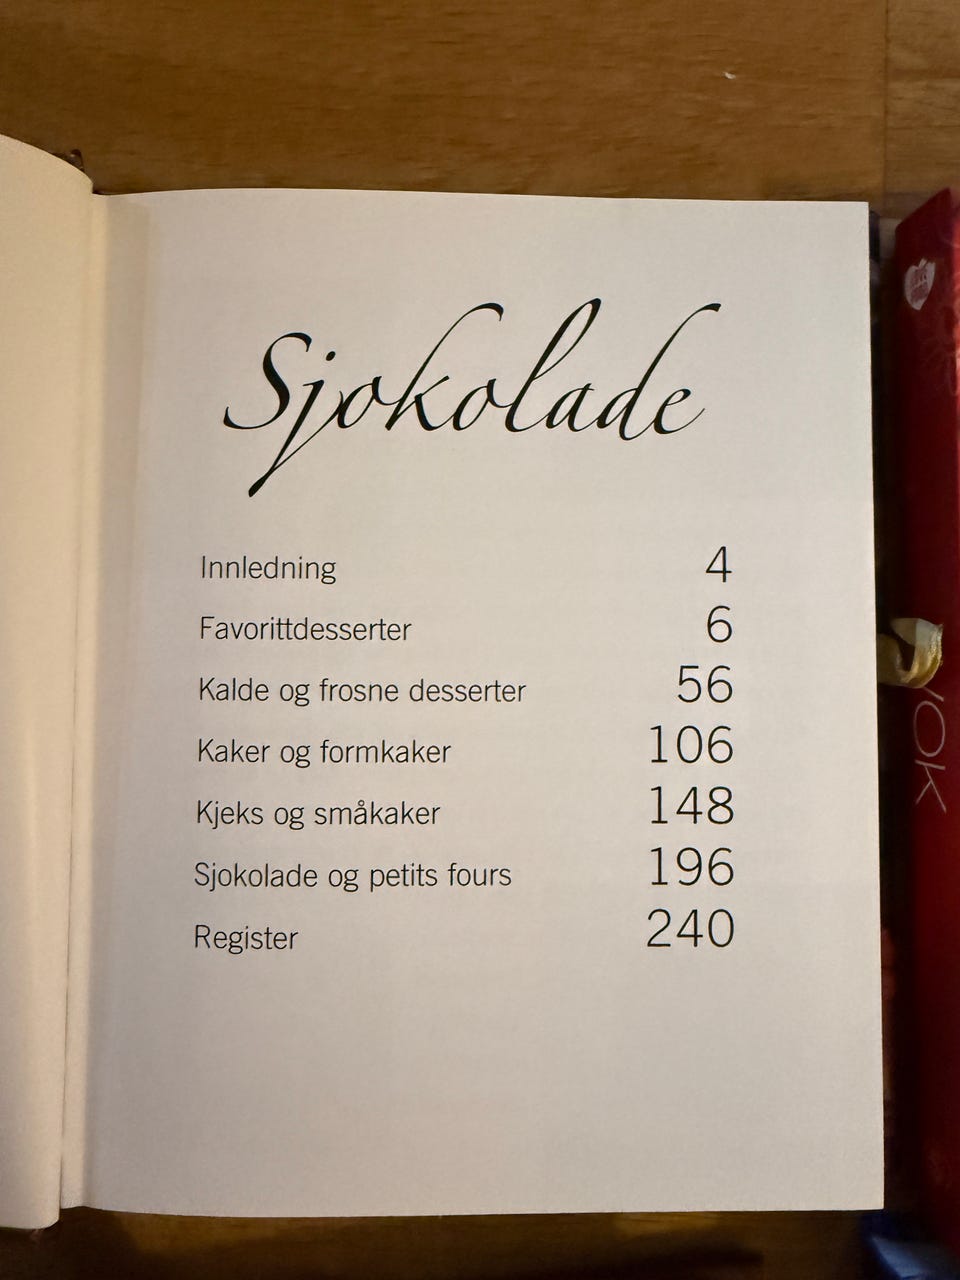 Sjokolade
Innledning 4
Favorittdesserter 6
Kalde og frosne desserter 56
Kaker og formkaker 106
Kjeks og småkaker 148
Sjokolade og petits fours 196
Register 240